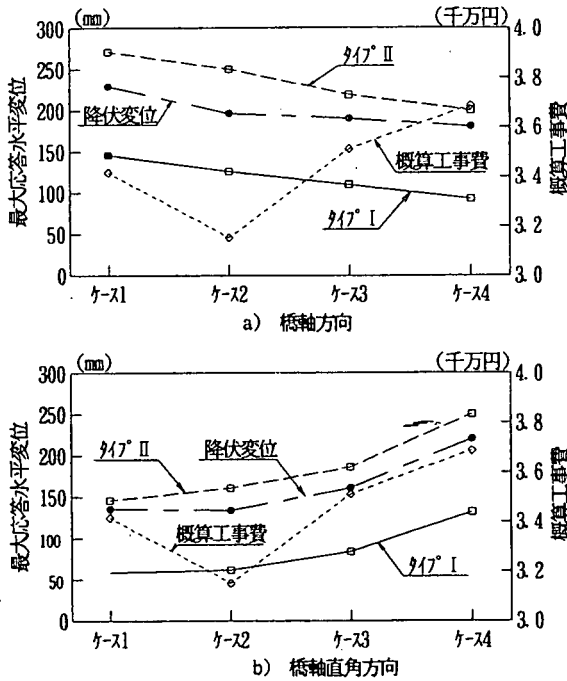 (mm) (千万円)
300 4.0
250 3.8
200 3.6
150 3.4
100 3.2
50
0 3.0
最大応答水平変位
概算工事費
タイプ II
降伏変位
概算工事費
タイプ I
ケース1 ケース2 ケース3 ケース4
a) 橋軸方向
(mm) (千万円)
300 4.0
250 3.8
200 3.6
150 3.4
100 3.2
50
0 3.0
最大応答水平変位
概算工事費
タイプ II
降伏変位
概算工事費
タイプ I
ケース1 ケース2 ケース3 ケース4
b) 橋軸直角方向